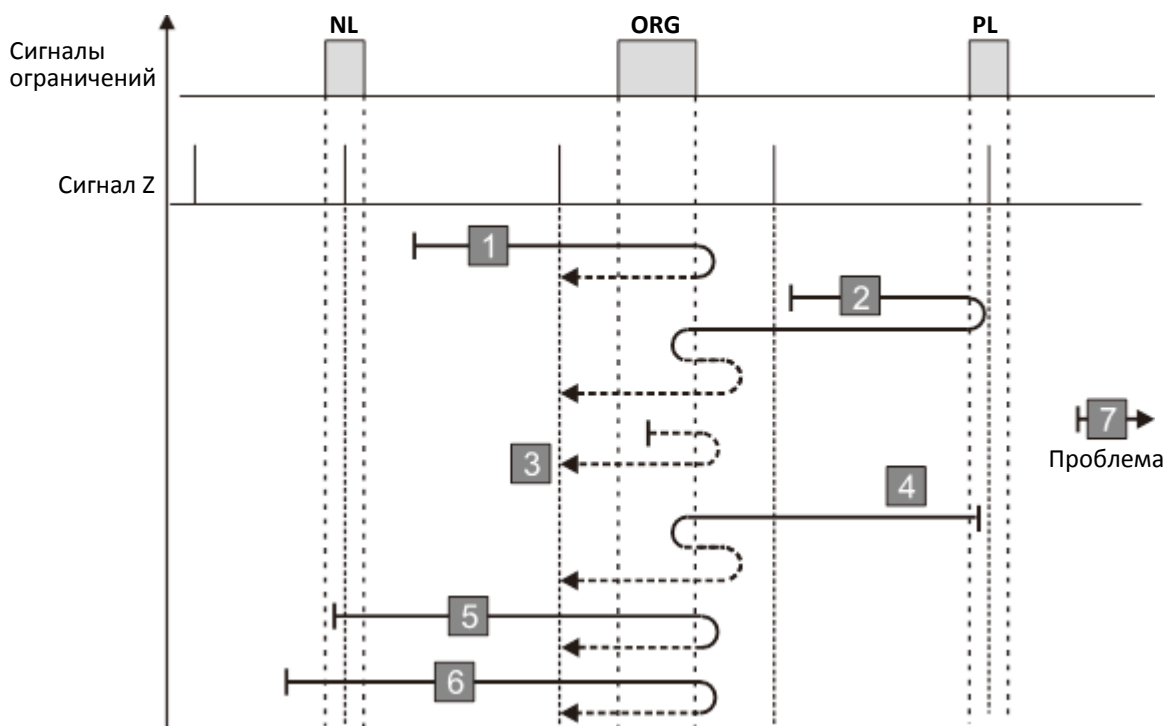 NL
ORG
PL
Сигналы
ограничений
Сигнал Z
1
2
7
Проблема
3
4
5
6